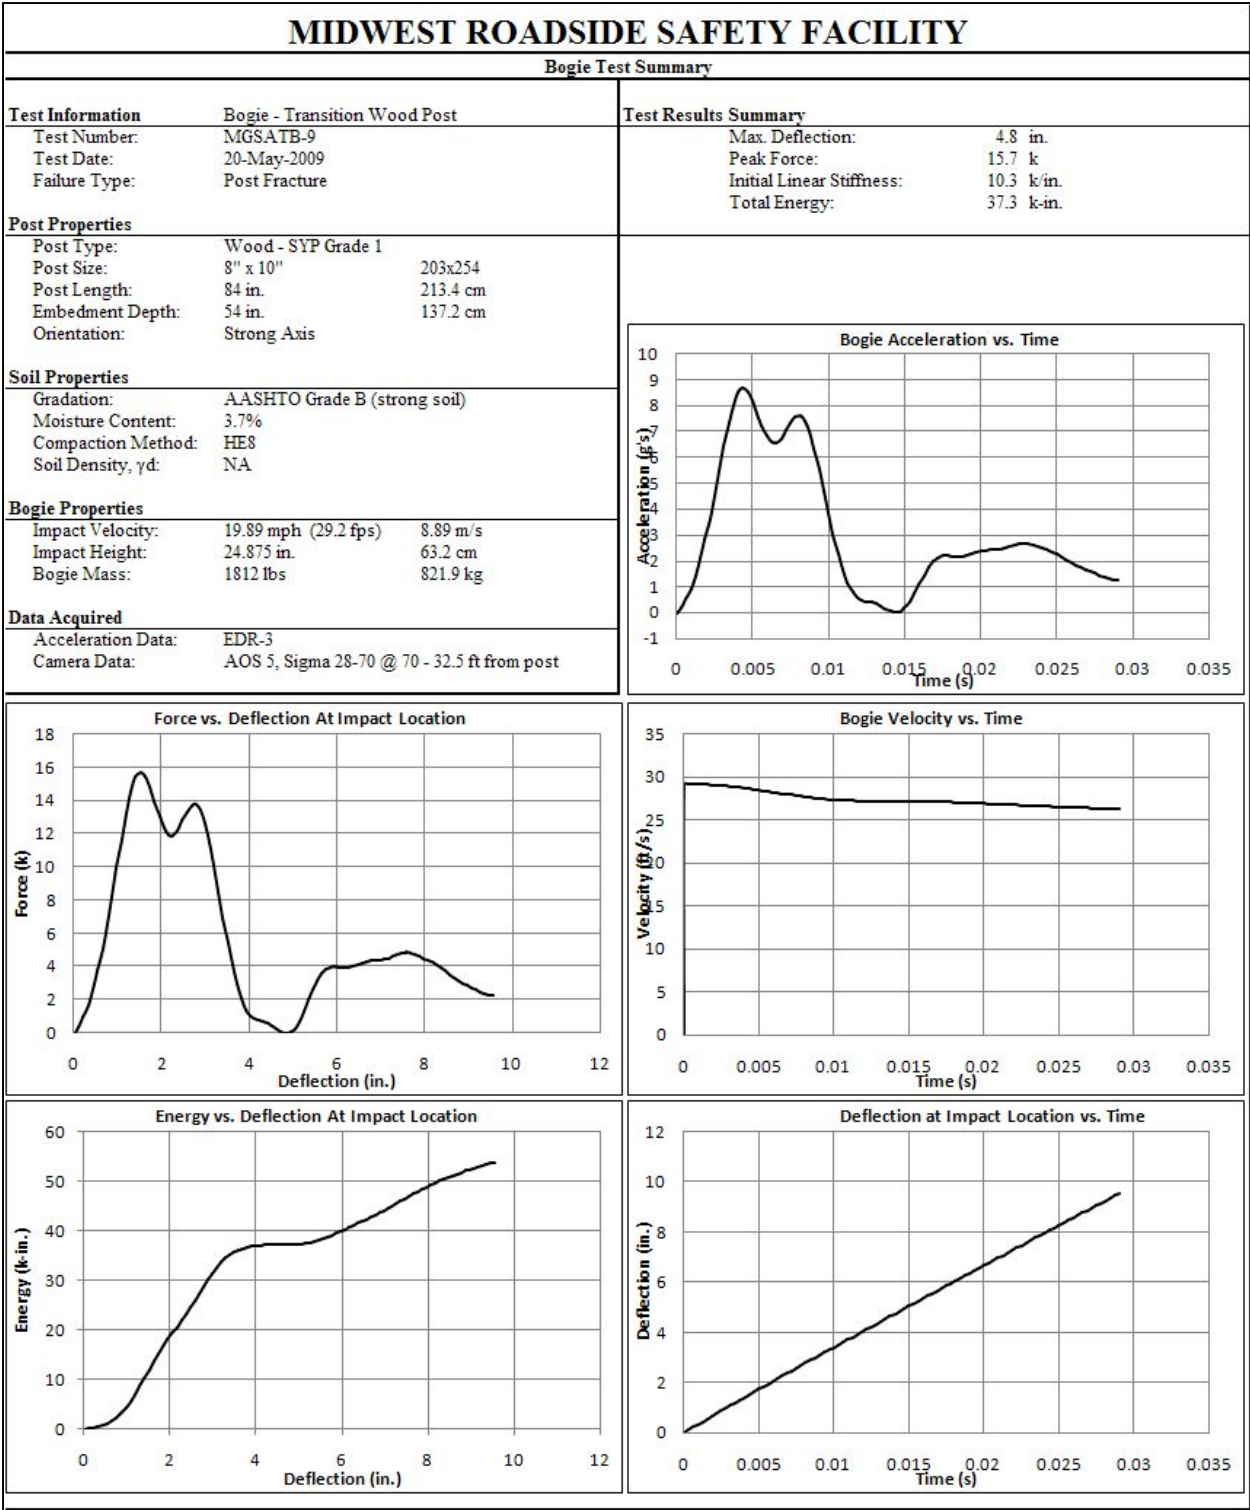 MIDWEST ROADSIDE SAFETY FACILITY
Bogie Test Summary
Test Information Bogie - Transition Wood Post
Test Number: MGSATB-9
Test Date: 20-May-2009
Failure Type: Post Fracture
Post Properties
Post Type: Wood - SYP Grade 1
Post Size: 8" x 10" 203x254
Post Length: 84 in. 213.4 cm
Embedment Depth: 54 in. 137.2 cm
Orientation: Strong Axis
Soil Properties
Gradation: AASHTO Grade B (strong soil)
Moisture Content: 3.7%
Compaction Method: HE8
Soil Density, γd: NA
Bogie Properties
Impact Velocity: 19.89 mph (29.2 fps) 8.89 m/s
Impact Height: 24.875 in. 63.2 cm
Bogie Mass: 1812 lbs 821.9 kg
Data Acquired
Acceleration Data: EDR-3
Camera Data: AOS 5, Sigma 28-70 @ 70 - 32.5 ft from post
Test Results Summary
Max. Deflection: 4.8 in.
Peak Force: 15.7 k
Initial Linear Stiffness: 10.3 k/in.
Total Energy: 37.3 k-in.
Bogie Acceleration vs. Time
10
9
8
7
6
5
4
3
2
1
0
-1
Acceleration (g's)
0 0.005 0.01 0.015 0.02 0.025 0.03 0.035
Time (s)
Force vs. Deflection At Impact Location
18
16
14
12
10
8
6
4
2
0
Force (k)
0 2 4 6 8 10 12
Deflection (in.)
Bogie Velocity vs. Time
35
30
25
20
15
10
5
0
Velocity (ft/s)
0 0.005 0.01 0.015 0.02 0.025 0.03 0.035
Time (s)
Energy vs. Deflection At Impact Location
60
50
40
30
20
10
0
Energy (k-in.)
0 2 4 6 8 10 12
Deflection (in.)
Deflection at Impact Location vs. Time
12
10
8
6
4
2
0
Deflection (in.)
0 0.005 0.01 0.015 0.02 0.025 0.03 0.035
Time (s)